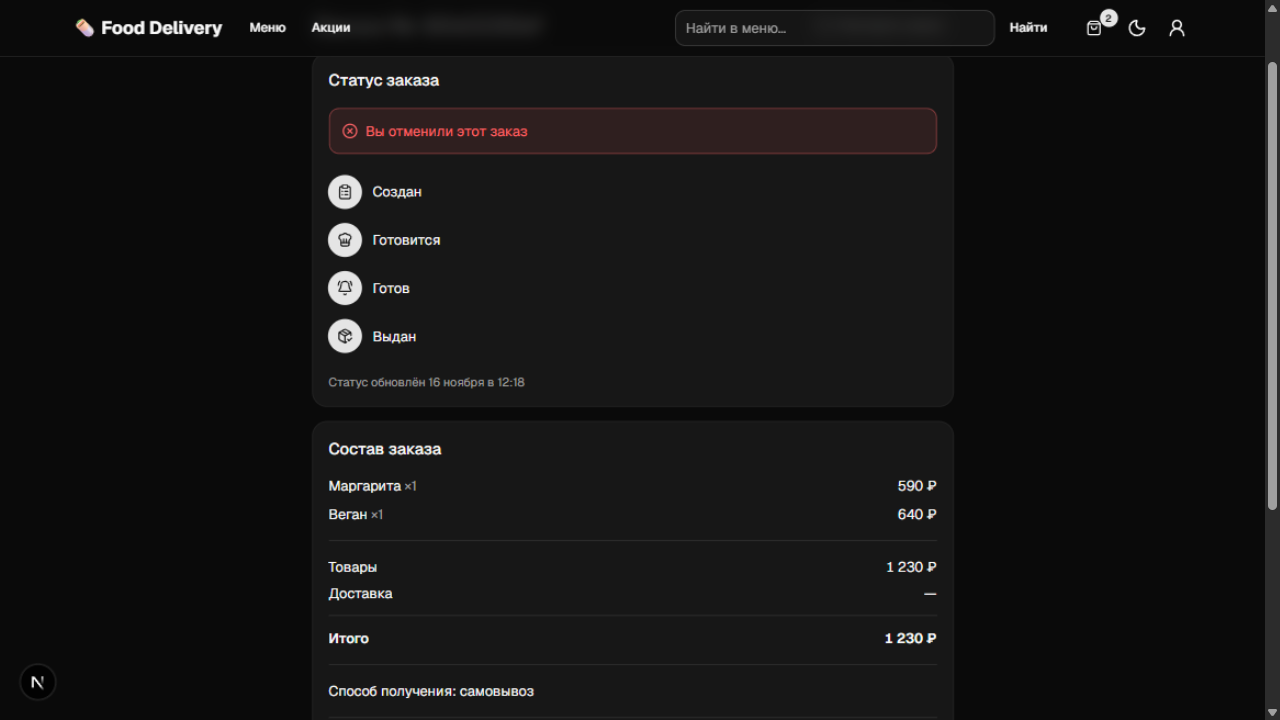 Food Delivery Меню Акции Найти в меню... Найти 2
Статус заказа
Вы отменили этот заказ
Создан
Готовится
Готов
Выдан
Статус обновлён 16 ноября в 12:18
Состав заказа
Маргарита ×1 590 ₽
Веган ×1 640 ₽
Товары 1 230 ₽
Доставка —
Итого 1 230 ₽
Способ получения: самовывоз
N